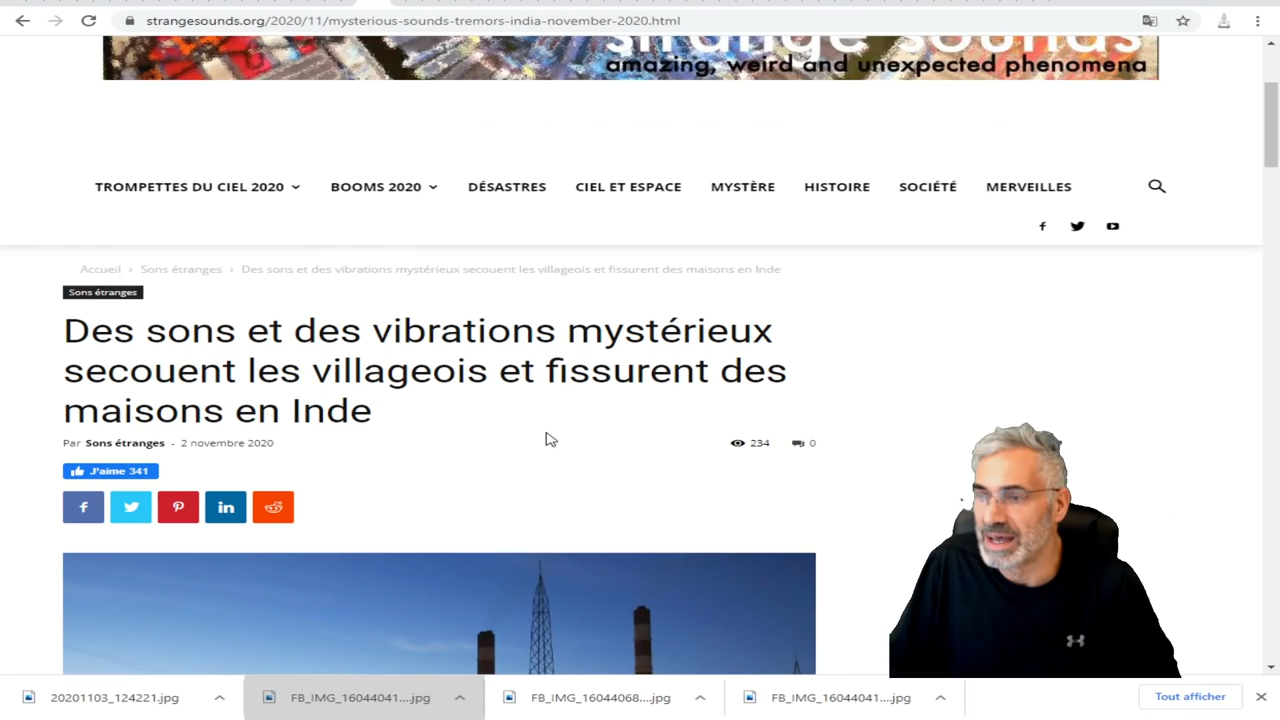 strangesounds.org/2020/11/mysterious-sounds-tremors-india-november-2020.html
strange sounds
amazing, weird and unexpected phenomena
TROMPETTES DU CIEL 2020 BOOMS 2020 DÉSASTRES CIEL ET ESPACE MYSTÈRE HISTOIRE SOCIÉTÉ MERVEILLES
Accueil › Sons étranges › Des sons et des vibrations mystérieux secouent les villageois et fissurent des maisons en Inde
Sons étranges
Des sons et des vibrations mystérieux
secouent les villageois et fissurent des
maisons en Inde
Par Sons étranges - 2 novembre 2020 234 0
J'aime 341
20201103_124221.jpg FB_IMG_16044041....jpg FB_IMG_16044068....jpg FB_IMG_16044041....jpg Tout afficher